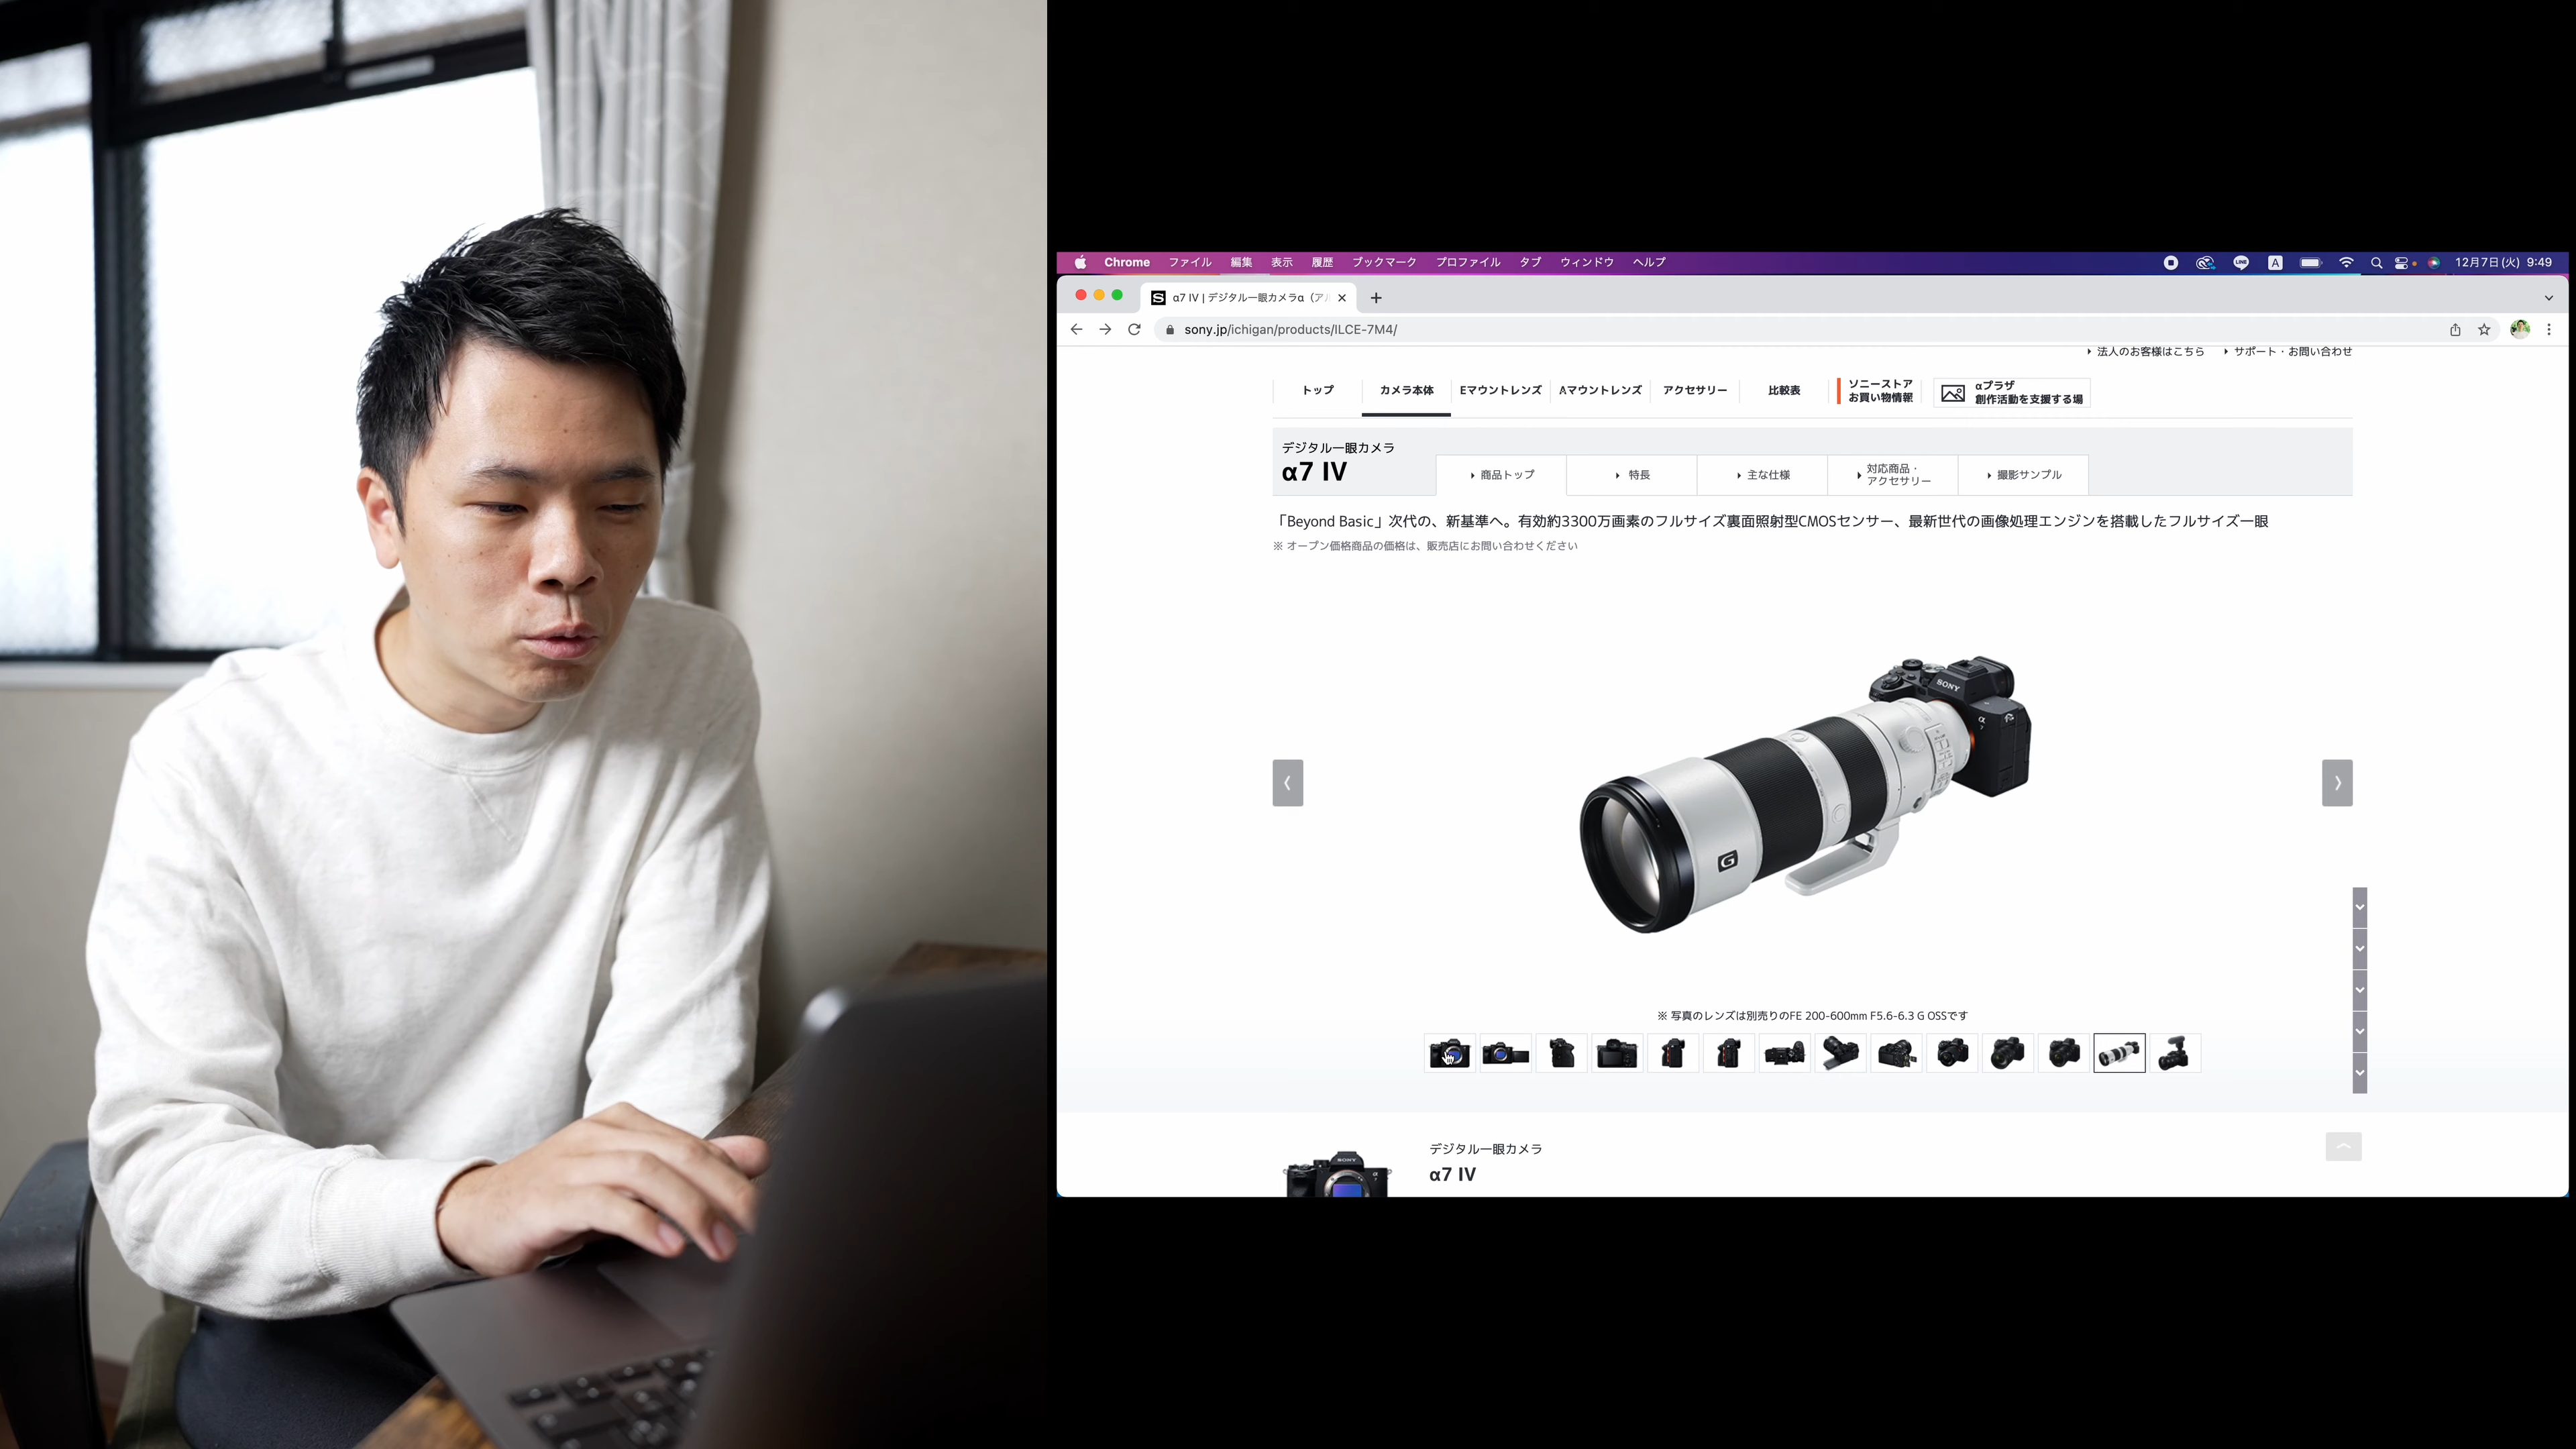 Chrome ファイル 編集 表示 履歴 ブックマーク プロファイル タブ ウィンドウ ヘルプ
LINE A 12月7日(火) 9:49
α7 IV | デジタル一眼カメラα（ア
sony.jp/ichigan/products/ILCE-7M4/
法人のお客様はこちら サポート・お問い合わせ
トップ カメラ本体 Eマウントレンズ Aマウントレンズ アクセサリー 比較表 ソニーストア αプラザ
お買い物情報 創作活動を支援する場
デジタル一眼カメラ
α7 IV
商品トップ 特長 主な仕様 対応商品・ 撮影サンプル
アクセサリー
「Beyond Basic」次代の、新基準へ。有効約3300万画素のフルサイズ裏面照射型CMOSセンサー、最新世代の画像処理エンジンを搭載したフルサイズ一眼
※ オープン価格商品の価格は、販売店にお問い合わせください
SONY
α
7
G
※ 写真のレンズは別売りのFE 200-600mm F5.6-6.3 G OSSです
デジタル一眼カメラ
α7 IV
SONY